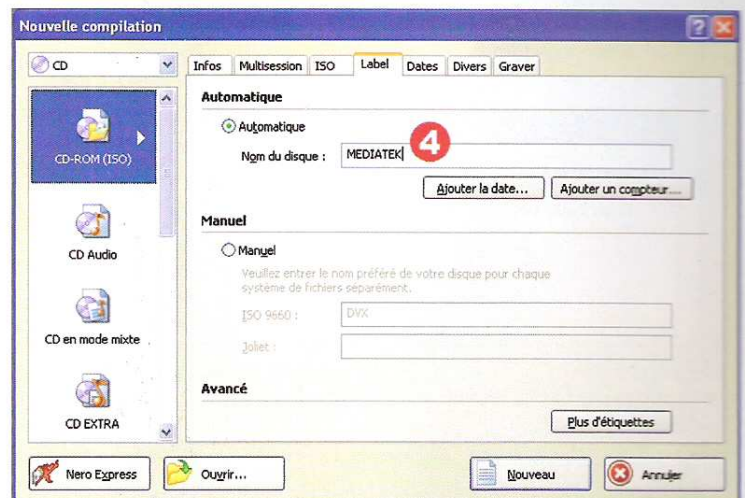 Nouvelle compilation
CD
Infos Multisession ISO Label Dates Divers Graver
CD-ROM (ISO)
CD Audio
CD en mode mixte
CD EXTRA
Automatique
Automatique
Nom du disque : MEDIATEK
4
Ajouter la date... Ajouter un compteur....
Manuel
Manuel
Veuillez entrer le nom préféré de votre disque pour chaque
système de fichiers séparément.
ISO 9660 : DVX
Joliet :
Avancé
Plus d'étiquettes
Nero Express Ouvrir... Nouveau Annuler